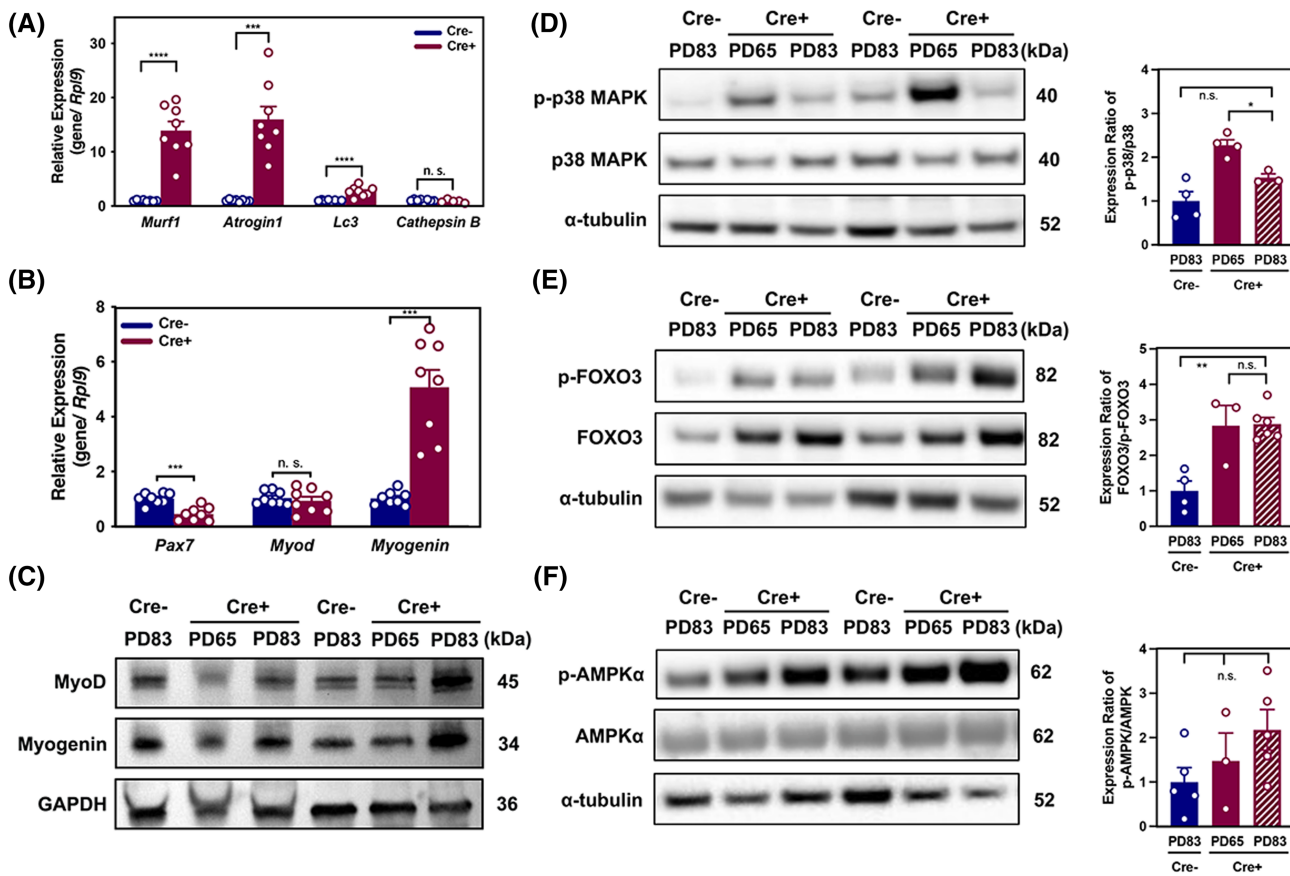 (A)
Relative Expression
(gene/ Rpl9)
30
20
10
0
****
***
****
n. s.
Cre-
Cre+
Murf1 Atrogin1 Lc3 Cathepsin B
(B)
Relative Expression
(gene/ Rpl9)
8
6
4
2
0
Cre-
Cre+
***
n. s.
***
Pax7 Myod Myogenin
(C)
Cre- Cre+ Cre- Cre+
PD83 PD65 PD83 PD83 PD65 PD83 (kDa)
MyoD 45
Myogenin 34
GAPDH 36
(D)
Cre- Cre+ Cre- Cre+
PD83 PD65 PD83 PD83 PD65 PD83 (kDa)
p-p38 MAPK 40
p38 MAPK 40
α-tubulin 52
Expression Ratio of
p-p38/p38
4
3
2
1
0
n.s.
*
PD83 PD65 PD83
Cre- Cre+
(E)
Cre- Cre+ Cre- Cre+
PD83 PD65 PD83 PD83 PD65 PD83 (kDa)
p-FOXO3 82
FOXO3 82
α-tubulin 52
Expression Ratio of
FOXO3/p-FOXO3
5
4
3
2
1
0
**
n.s.
PD83 PD65 PD83
Cre- Cre+
(F)
Cre- Cre+ Cre- Cre+
PD83 PD65 PD83 PD83 PD65 PD83 (kDa)
p-AMPKα 62
AMPKα 62
α-tubulin 52
Expression Ratio of
p-AMPK/AMPK
4
3
2
1
0
n.s.
PD83 PD65 PD83
Cre- Cre+